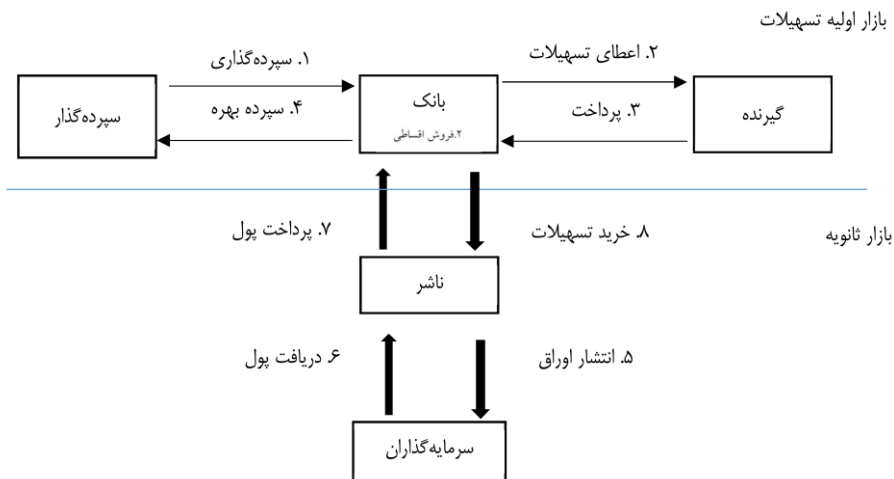 بازار اولیه تسهیلات
۲. اعطای تسهیلات
۱. سپرده‌گذاری
گیرنده
بانک
سپرده‌گذار
۳. پرداخت
۴. سپرده بهره
۲.فروش اقساطی
بازار ثانویه
۸. خرید تسهیلات
۷. پرداخت پول
ناشر
۵. انتشار اوراق
۶. دریافت پول
سرمایه‌گذاران